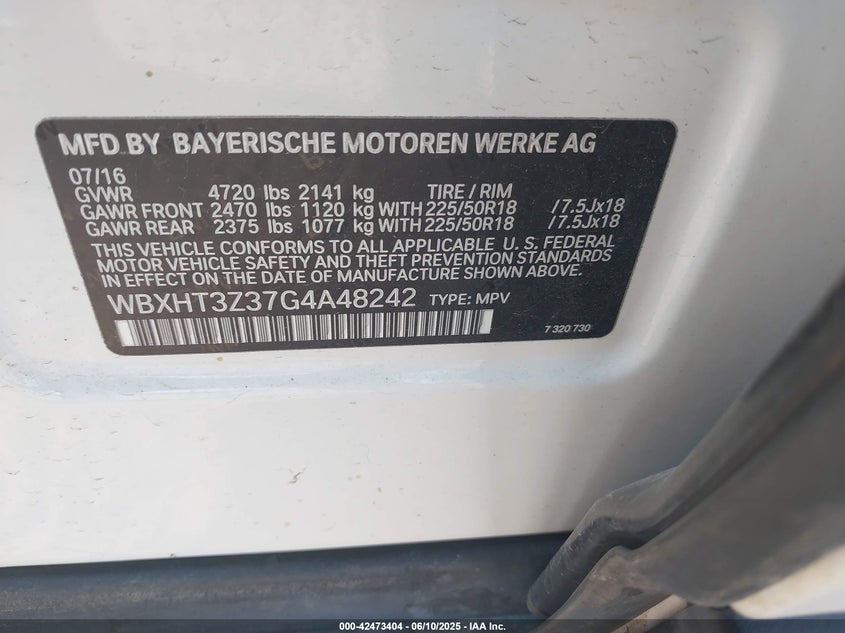 MFD.BY BAYERISCHE MOTOREN WERKE AG
07/16
GVWR 4720 lbs 2141 kg TIRE / RIM
GAWR FRONT 2470 lbs 1120 kg WITH 225/50R18 /7.5Jx18
GAWR REAR 2375 lbs 1077 kg WITH 225/50R18 /7.5Jx18
THIS VEHICLE CONFORMS TO ALL APPLICABLE U. S. FEDERAL
MOTOR VEHICLE SAFETY AND THEFT PREVENTION STANDARDS
IN EFFECT ON THE DATE OF MANUFACTURE SHOWN ABOVE.
WBXHT3Z37G4A48242 TYPE: MPV
7 320 730
000-42473404 - 06/10/2025 - IAA Inc.